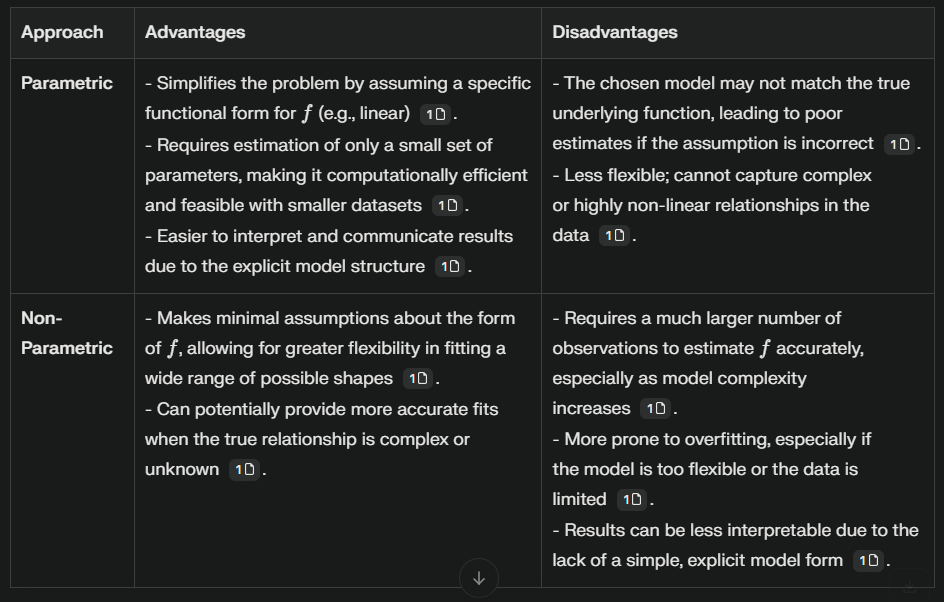 Approach
Advantages
Disadvantages
Parametric
- Simplifies the problem by assuming a specific
functional form for f (e.g., linear) 1.
- Requires estimation of only a small set of
parameters, making it computationally efficient
and feasible with smaller datasets 1.
- Easier to interpret and communicate results
due to the explicit model structure 1.
- The chosen model may not match the true
underlying function, leading to poor
estimates if the assumption is incorrect 1.
- Less flexible; cannot capture complex
or highly non-linear relationships in the
data 1.
Non-
Parametric
- Makes minimal assumptions about the form
of f, allowing for greater flexibility in fitting a
wide range of possible shapes 1.
- Can potentially provide more accurate fits
when the true relationship is complex or
unknown 1.
- Requires a much larger number of
observations to estimate f accurately,
especially as model complexity
increases 1.
- More prone to overfitting, especially if
the model is too flexible or the data is
limited 1.
- Results can be less interpretable due to the
lack of a simple, explicit model form 1.